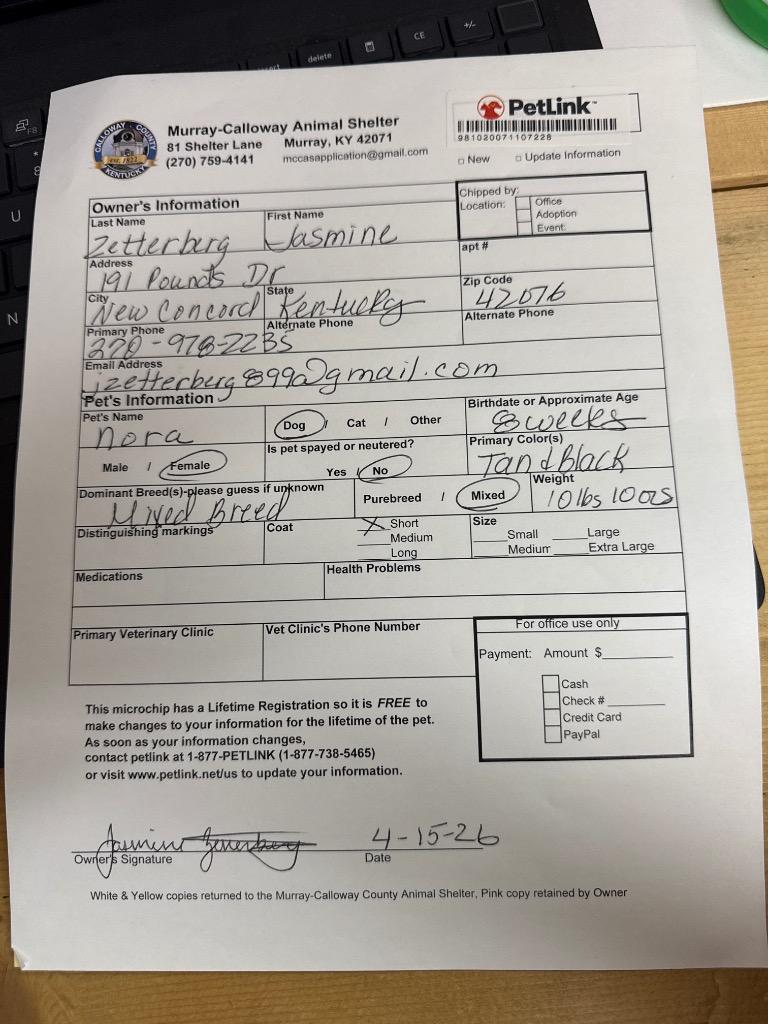 delete
CE
+/-
F8
U
N
CALLOWAY COUNTY
KENTUCKY
Murray-Calloway Animal Shelter
81 Shelter Lane Murray, KY 42071
(270) 759-4141 mccasapplication@gmail.com
PetLink
981020071107228
New Update Information
Chipped by:
Location: Office
Adoption
Event:
Owner's Information
Last Name First Name
Zetterberg Jasmine
Address apt #
191 Pounds Dr
City State Zip Code
New Concord Kentucky 42076
Primary Phone Alternate Phone Alternate Phone
270-978-2235
Email Address
jzetterberg899@gmail.com
Pet's Information
Pet's Name Dog / Cat / Other Birthdate or Approximate Age
Nora 8 weeks
Male / Female Is pet spayed or neutered? Primary Color(s)
Yes / No Tan & Black
Dominant Breed(s)-please guess if unknown Purebreed / Mixed Weight
Mixed Breed 10 lbs 10 ozs
Distinguishing markings Coat X Short Size
Medium Small Large
Long Medium Extra Large
Medications Health Problems
Primary Veterinary Clinic Vet Clinic's Phone Number
For office use only
Payment: Amount $
Cash
Check #
Credit Card
PayPal
This microchip has a Lifetime Registration so it is FREE to
make changes to your information for the lifetime of the pet.
As soon as your information changes,
contact petlink at 1-877-PETLINK (1-877-738-5465)
or visit www.petlink.net/us to update your information.
Jasmine Zetterberg 4-15-26
Owner's Signature Date
White & Yellow copies returned to the Murray-Calloway County Animal Shelter, Pink copy retained by Owner